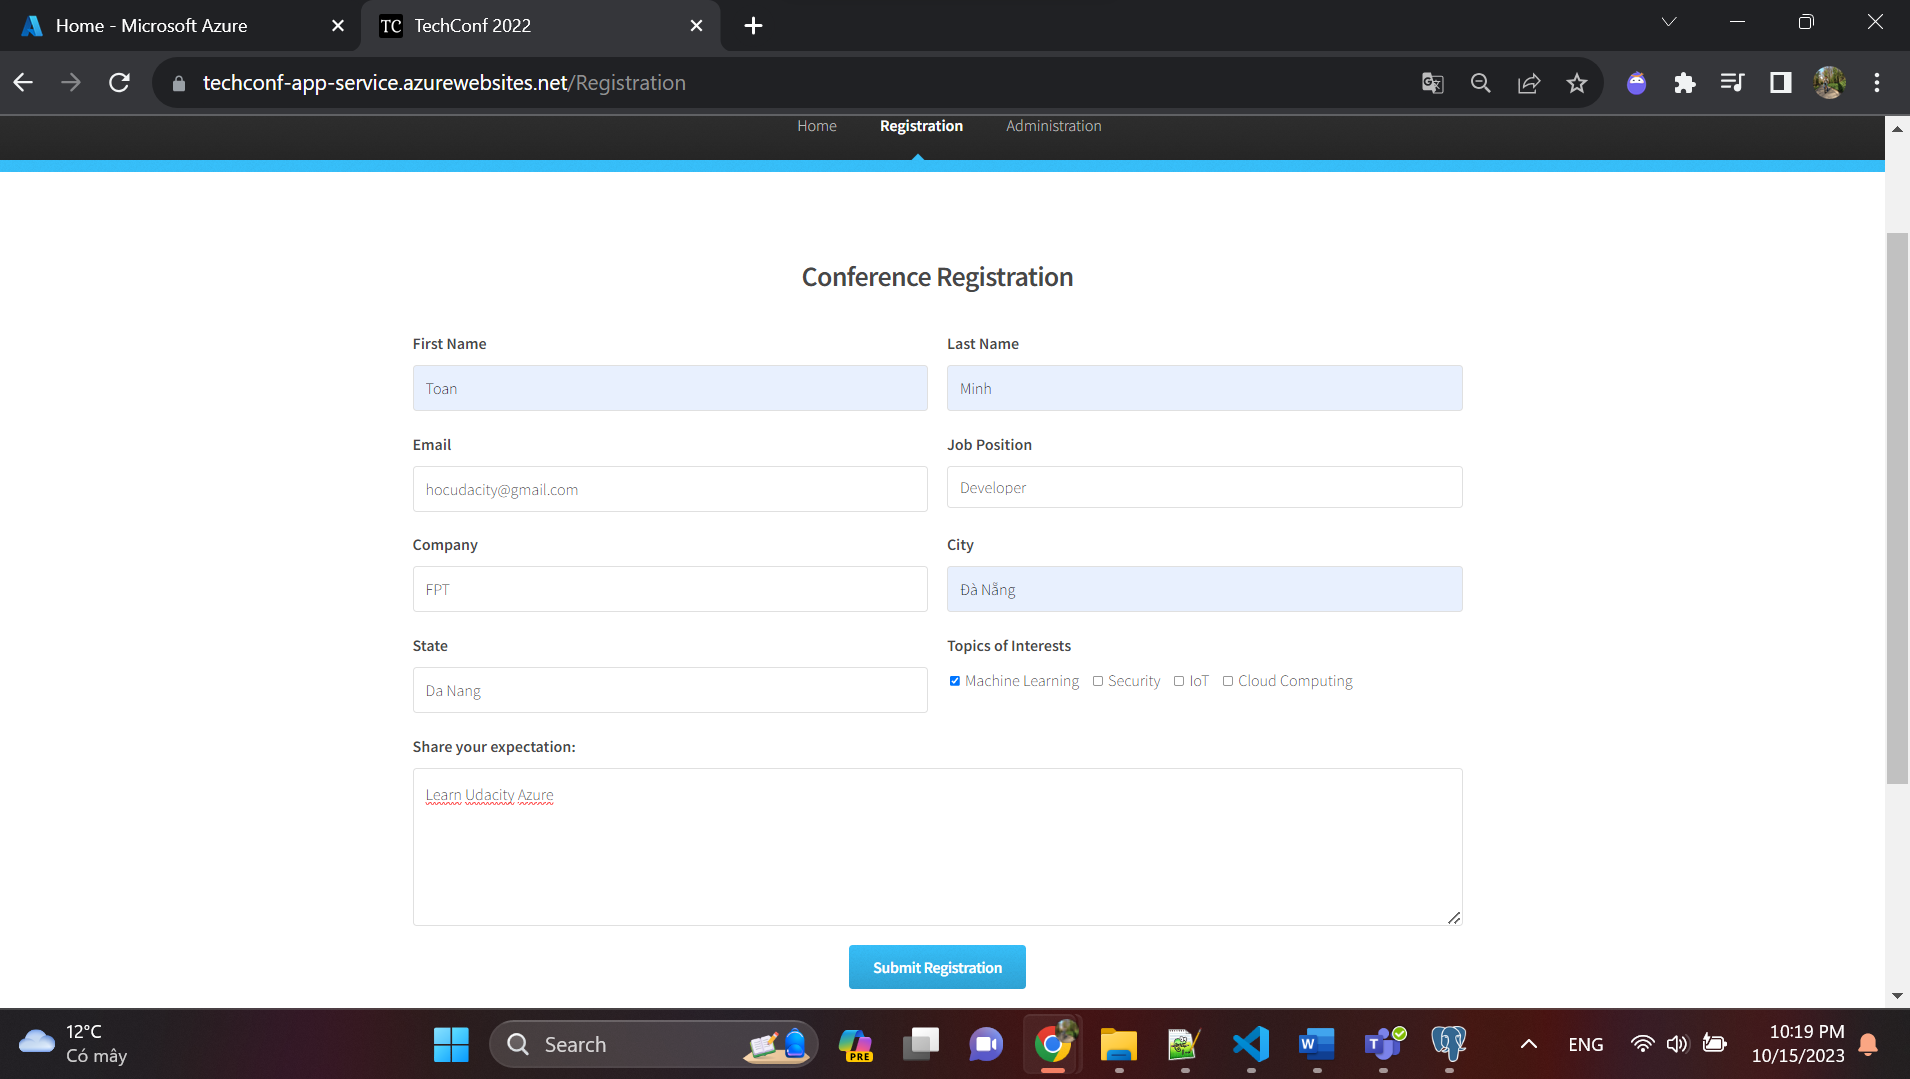 Home - Microsoft Azure
TC TechConf 2022
techconf-app-service.azurewebsites.net/Registration
Home Registration Administration
Conference Registration
First Name Last Name
Toan Minh
Email Job Position
hocudacity@gmail.com Developer
Company City
FPT Đà Nẵng
State Topics of Interests
Da Nang Machine Learning Security IoT Cloud Computing
Share your expectation:
Learn Udacity Azure
Submit Registration
12°C
Có mây
Search
PRE
ENG
10:19 PM
10/15/2023